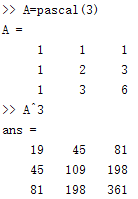 >> A=pascal(3)
A =
1 1 1
1 2 3
1 3 6
>> A^3
ans =
19 45 81
45 109 198
81 198 361